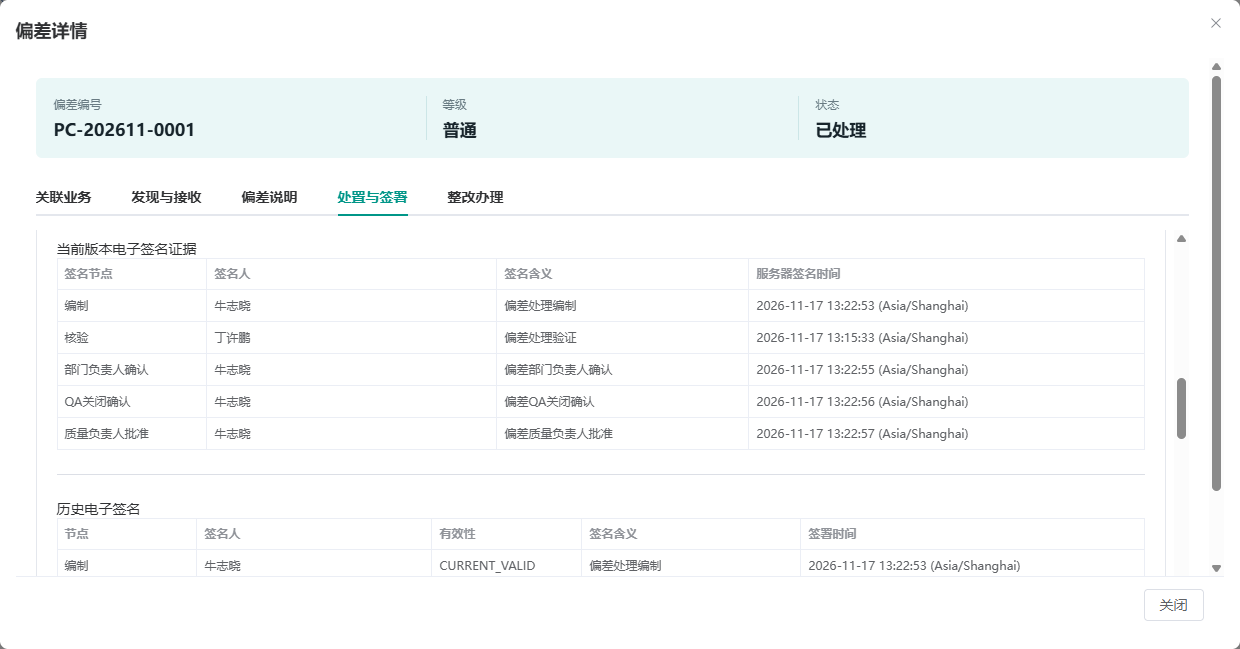 偏差详情
偏差编号 等级 状态
PC-202611-0001 普通 已处理
关联业务 发现与接收 偏差说明 处置与签署 整改办理
当前版本电子签名证据
签名节点 签名人 签名含义 服务器签名时间
编制 牛志晓 偏差处理编制 2026-11-17 13:22:53 (Asia/Shanghai)
核验 丁许鹏 偏差处理验证 2026-11-17 13:15:33 (Asia/Shanghai)
部门负责人确认 牛志晓 偏差部门负责人确认 2026-11-17 13:22:55 (Asia/Shanghai)
QA关闭确认 牛志晓 偏差QA关闭确认 2026-11-17 13:22:56 (Asia/Shanghai)
质量负责人批准 牛志晓 偏差质量负责人批准 2026-11-17 13:22:57 (Asia/Shanghai)
历史电子签名
节点 签名人 有效性 签名含义 签署时间
编制 牛志晓 CURRENT_VALID 偏差处理编制 2026-11-17 13:22:53 (Asia/Shanghai)
关闭